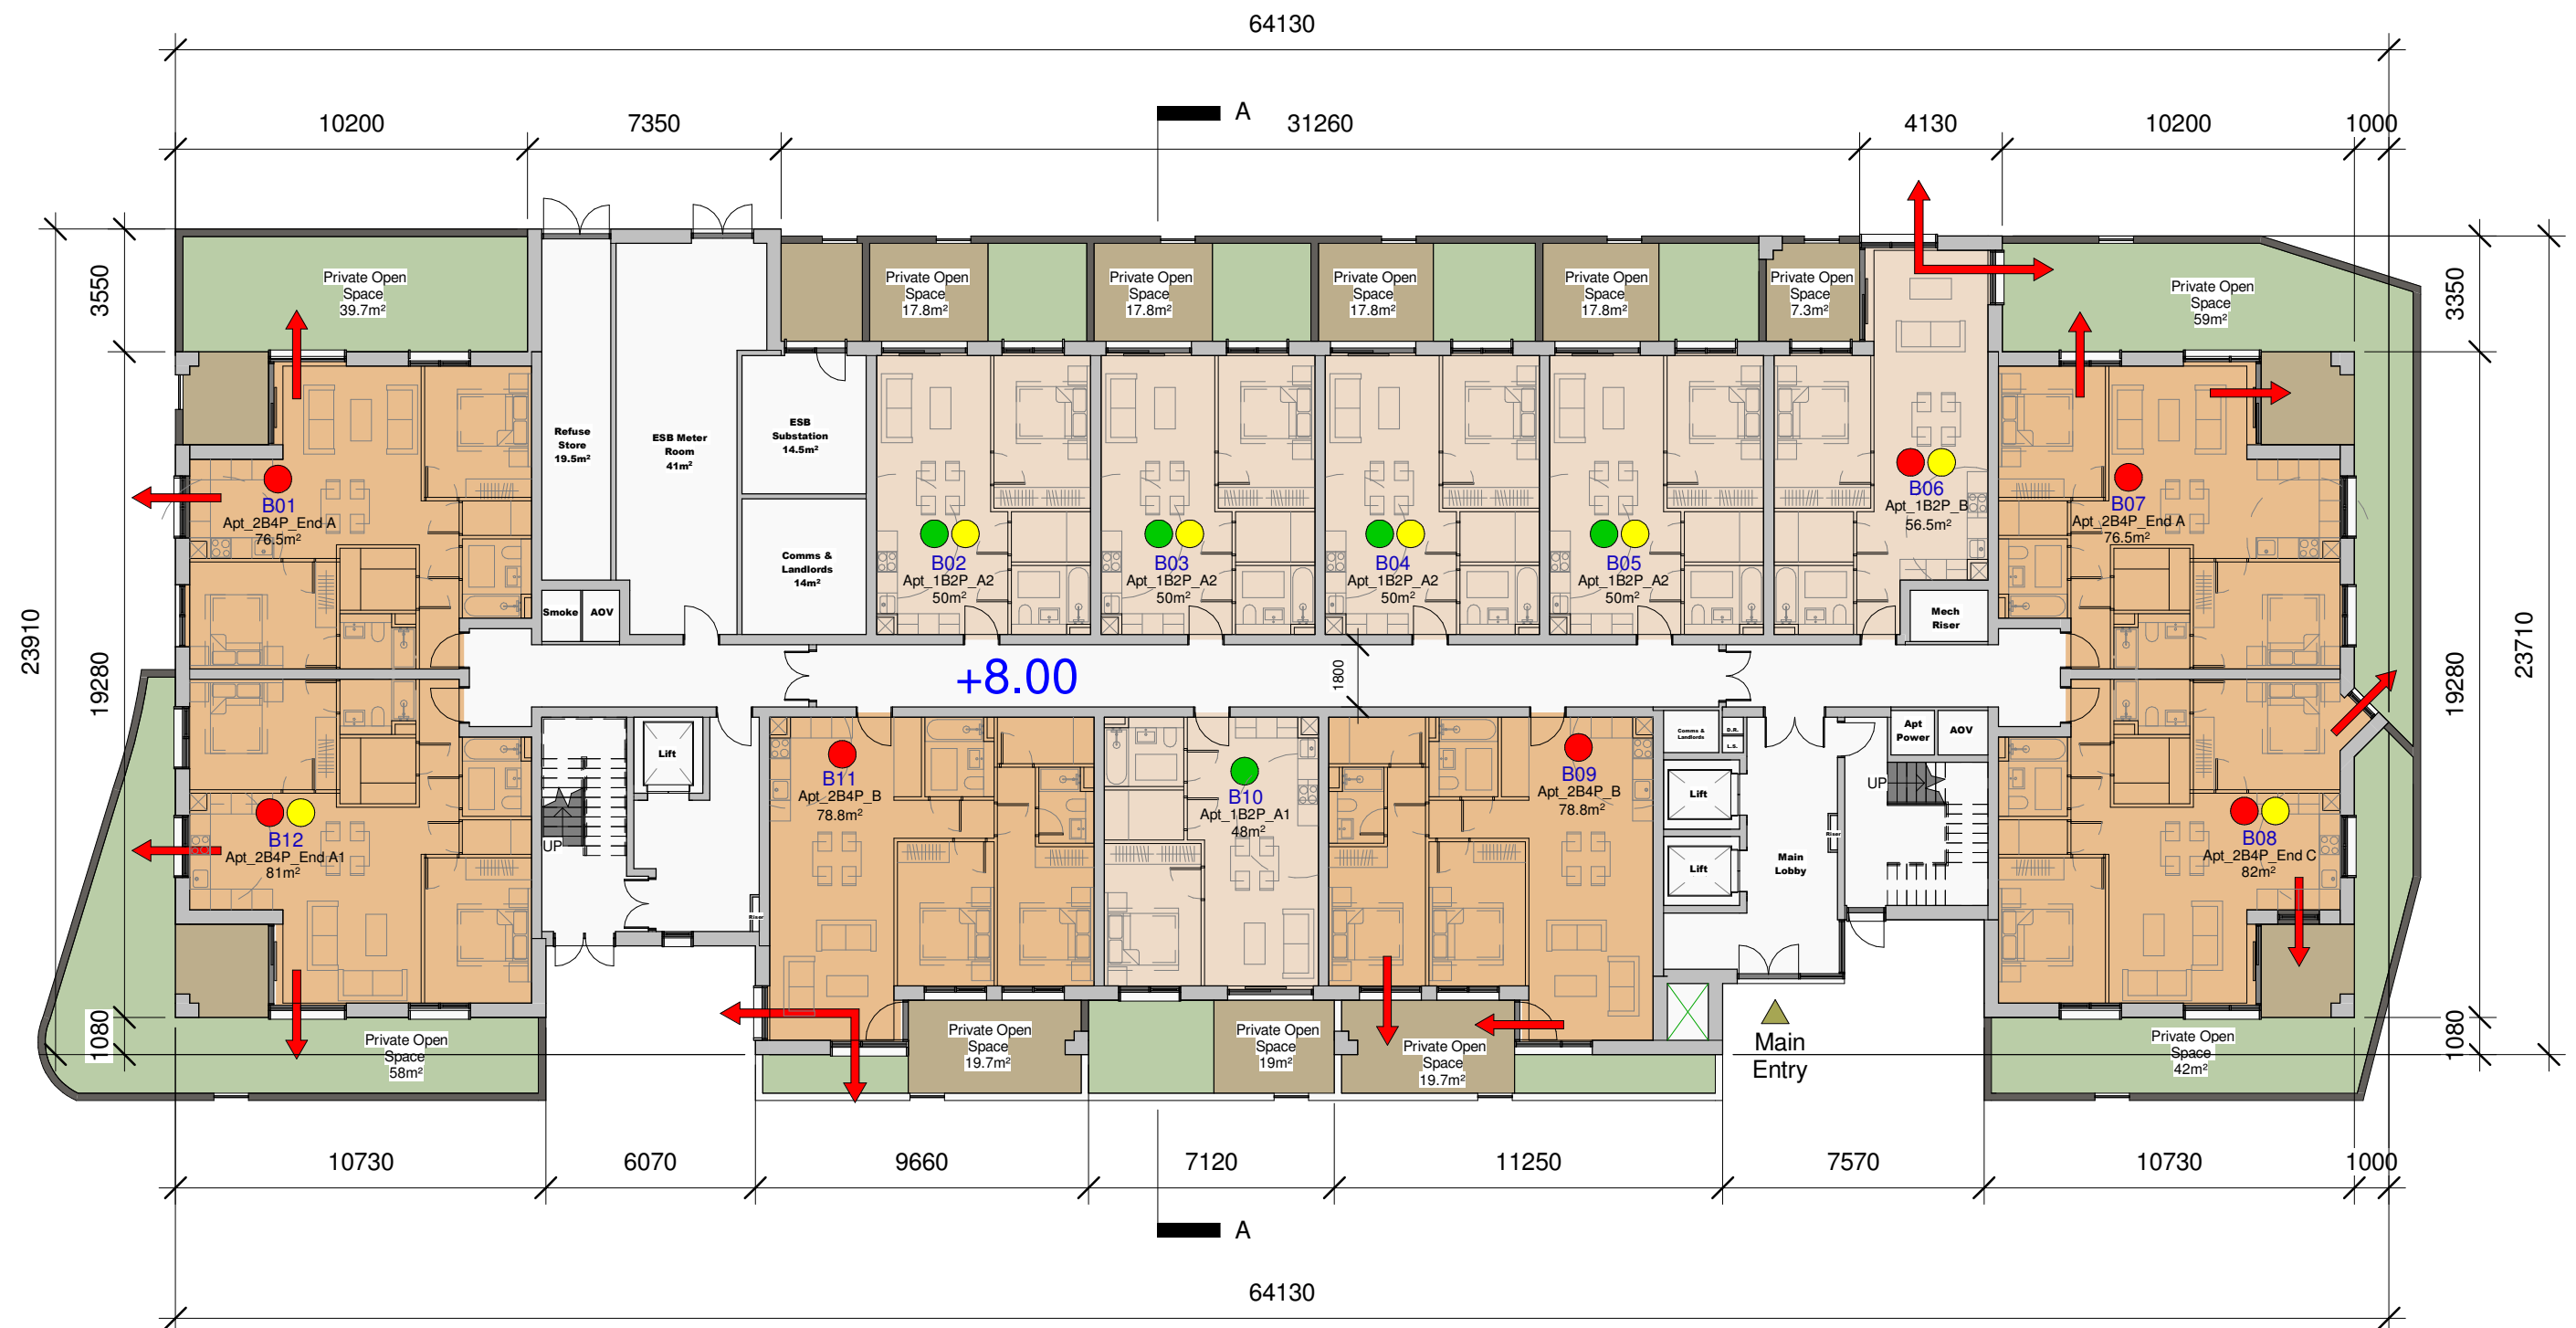 64130
A
10200
7350
31260
4130
10200
1000
3550
23910
19280
1080
3350
23710
19280
1080
Private Open
Space
39.7m²
Private Open
Space
17.8m²
Private Open
Space
17.8m²
Private Open
Space
17.8m²
Private Open
Space
17.8m²
Private Open
Space
7.3m²
Private Open
Space
59m²
Refuse
Store
19.5m²
ESB Meter
Room
41m²
ESB
Substation
14.5m²
Comms &
Landlords
14m²
Smoke
AOV
B01
Apt_2B4P_End A
76.5m²
B02
Apt_1B2P_A2
50m²
B03
Apt_1B2P_A2
50m²
B04
Apt_1B2P_A2
50m²
B05
Apt_1B2P_A2
50m²
B06
Apt_1B2P_B
56.5m²
B07
Apt_2B4P_End A
76.5m²
Mech
Riser
+8.00
1800
Lift
UP
B12
Apt_2B4P_End A1
81m²
B11
Apt_2B4P_B
78.8m²
B10
Apt_1B2P_A1
48m²
B09
Apt_2B4P_B
78.8m²
Comms &
Landlords
D.R.
L.S.
Lift
Lift
Main
Lobby
Riser
Riser
UP
Apt
Power
AOV
B08
Apt_2B4P_End C
82m²
Private Open
Space
58m²
Private Open
Space
19.7m²
Private Open
Space
19m²
Private Open
Space
19.7m²
Main
Entry
Private Open
Space
42m²
10730
6070
9660
7120
11250
7570
10730
1000
A
64130